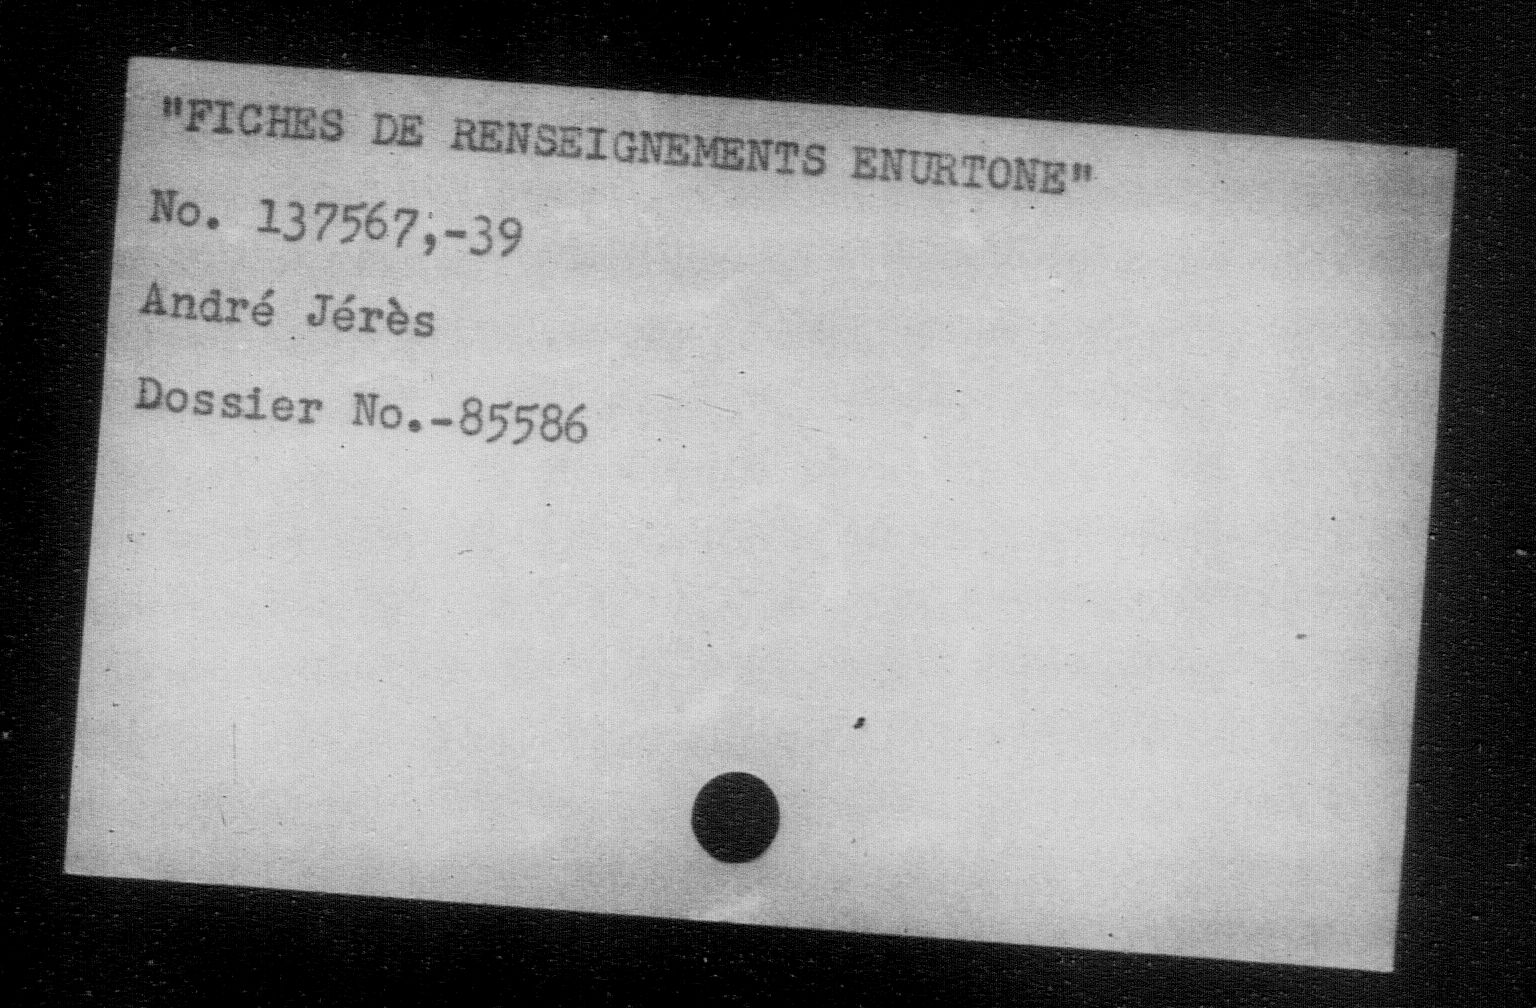 "FICHES DE RENSEIGNEMENTS ENURTONE"
No. 137567;-39
André Jérès
Dossier No.-85586